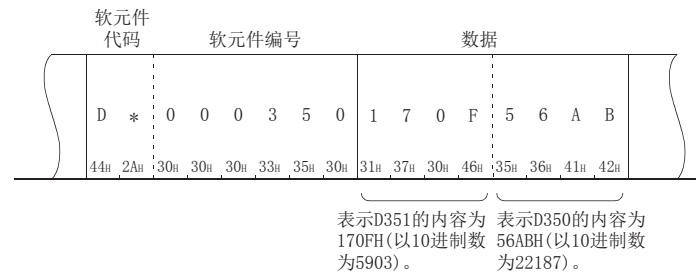 软元件
代码 软元件编号 数据
D * 0 0 0 3 5 0 1 7 0 F 5 6 A B
44H 2AH 30H 30H 30H 33H 35H 30H 31H 37H 30H 46H 35H 36H 41H 42H
表示D351的内容为
170FH(以10进制数
为5903)。
表示D350的内容为
56ABH(以10进制数
为22187)。